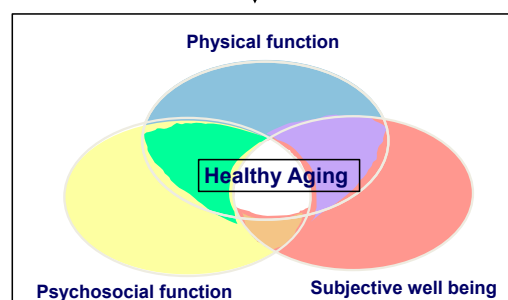 Physical function
Healthy Aging
Psychosocial function
Subjective well being